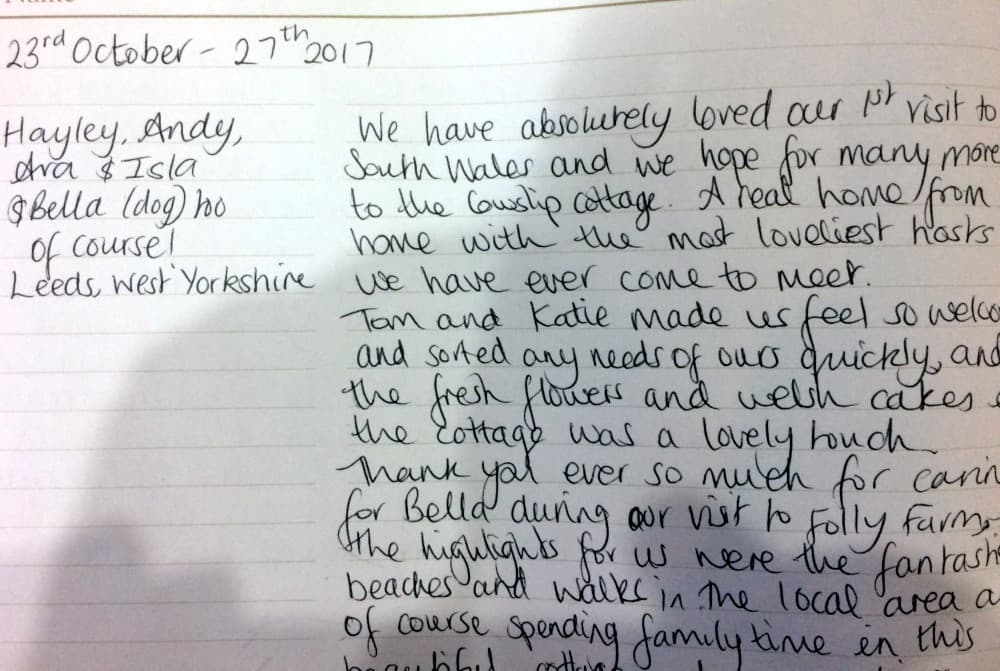 23rd October - 27th 2017
Hayley, Andy,
Ava & Isla
& Bella (dog) too
of course!
Leeds, West Yorkshire
We have absolutely loved our 1st visit to
South Wales and we hope for many more
to the Cowslip cottage. A real home from
home with the most loveliest hosts
we have ever come to meet.
Tom and Katie made us feel so welco
and sorted any needs of ours quickly, and
the fresh flowers and welsh cakes
the cottage was a lovely touch
Thank you ever so much for carin
for Bella during our visit to Folly Farm,
the highlights for us were the fantasti
beaches and walks in the local area a
of course spending family time in this
beautiful